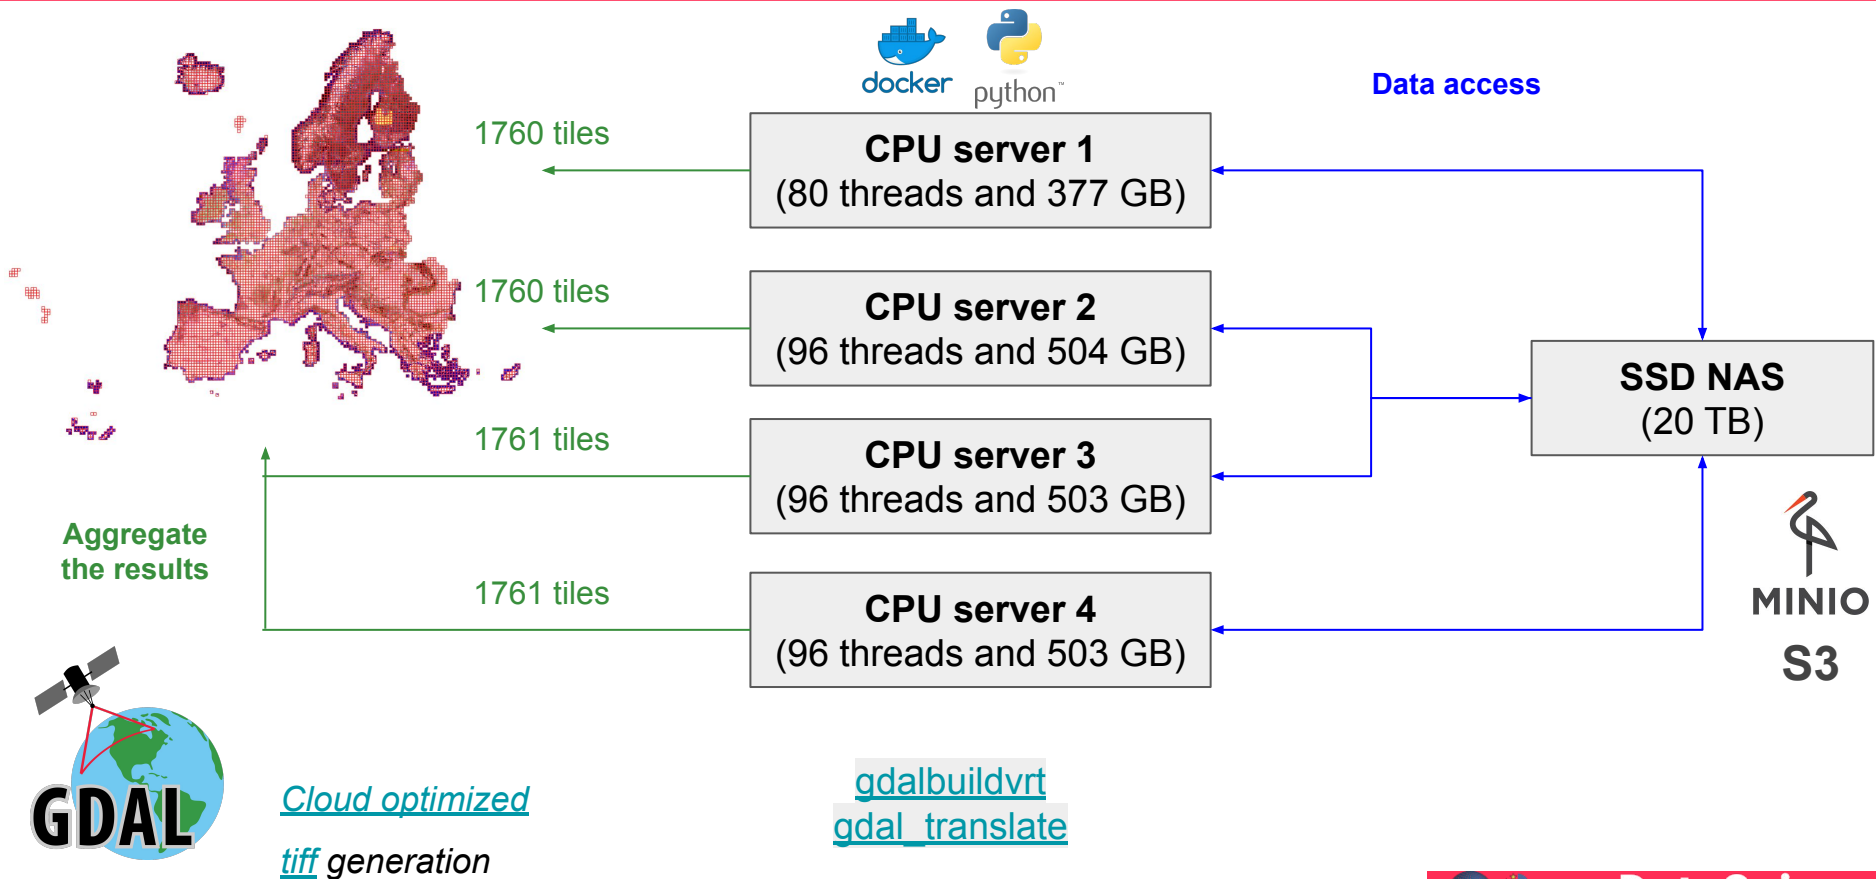 docker
python™
Data access
1760 tiles
CPU server 1
(80 threads and 377 GB)
1760 tiles
CPU server 2
(96 threads and 504 GB)
SSD NAS
(20 TB)
1761 tiles
CPU server 3
(96 threads and 503 GB)
Aggregate
the results
1761 tiles
CPU server 4
(96 threads and 503 GB)
MINIO
S3
GDAL
Cloud optimized
tiff generation
gdalbuildvrt
gdal_translate